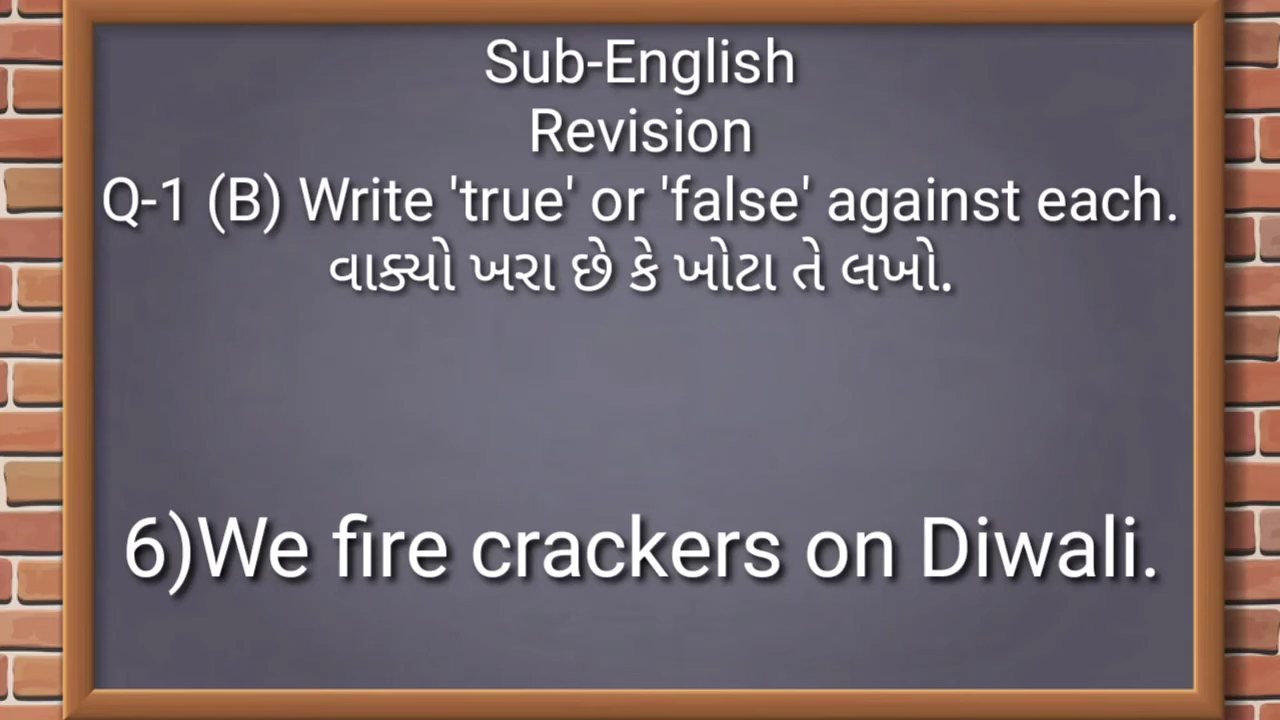 Sub-English
Revision
Q-1 (B) Write 'true' or 'false' against each.
વાક્યો ખરા છે કે ખોટા તે લખો.
6)We fire crackers on Diwali.